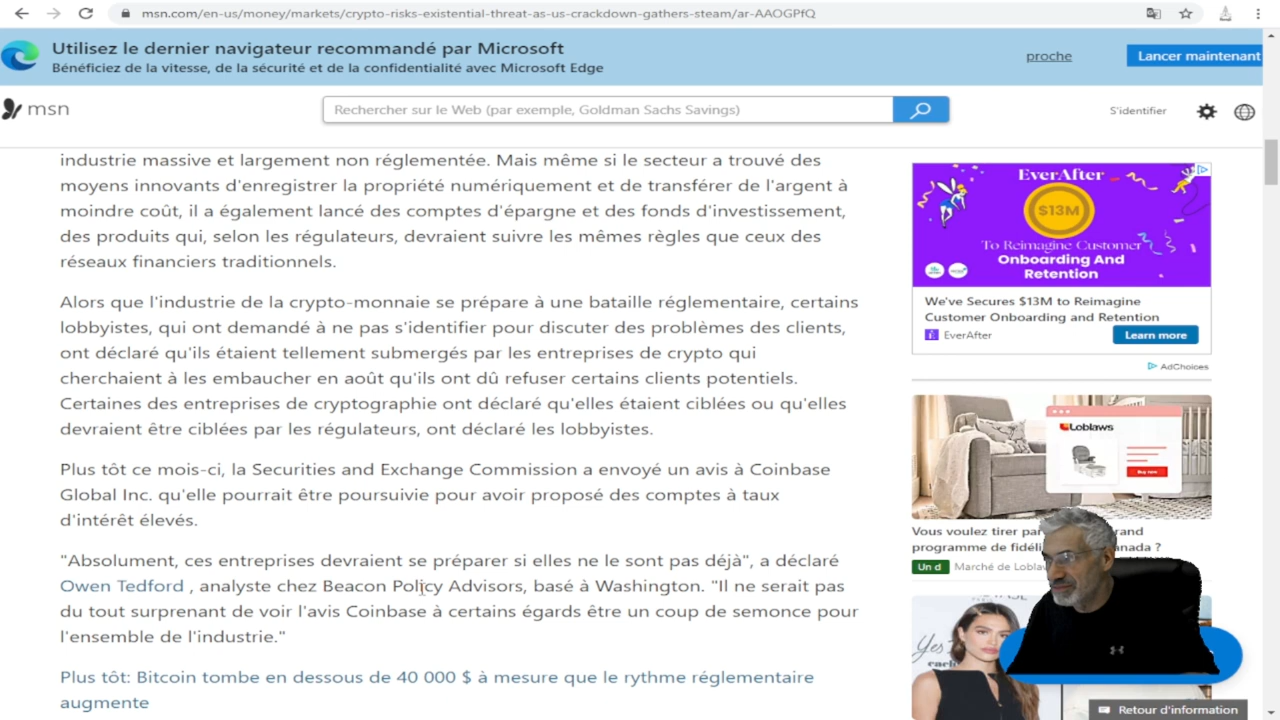 msn.com/en-us/money/markets/crypto-risks-existential-threat-as-us-crackdown-gathers-steam/ar-AAOGPfQ
Utilisez le dernier navigateur recommandé par Microsoft
Bénéficiez de la vitesse, de la sécurité et de la confidentialité avec Microsoft Edge
proche
Lancer maintenant
msn
Rechercher sur le Web (par exemple, Goldman Sachs Savings)
S'identifier
industrie massive et largement non réglementée. Mais même si le secteur a trouvé des
moyens innovants d'enregistrer la propriété numériquement et de transférer de l'argent à
moindre coût, il a également lancé des comptes d'épargne et des fonds d'investissement,
des produits qui, selon les régulateurs, devraient suivre les mêmes règles que ceux des
réseaux financiers traditionnels.
Alors que l'industrie de la crypto-monnaie se prépare à une bataille réglementaire, certains
lobbyistes, qui ont demandé à ne pas s'identifier pour discuter des problèmes des clients,
ont déclaré qu'ils étaient tellement submergés par les entreprises de crypto qui
cherchaient à les embaucher en août qu'ils ont dû refuser certains clients potentiels.
Certaines des entreprises de cryptographie ont déclaré qu'elles étaient ciblées ou qu'elles
devraient être ciblées par les régulateurs, ont déclaré les lobbyistes.
Plus tôt ce mois-ci, la Securities and Exchange Commission a envoyé un avis à Coinbase
Global Inc. qu'elle pourrait être poursuivie pour avoir proposé des comptes à taux
d'intérêt élevés.
"Absolument, ces entreprises devraient se préparer si elles ne le sont pas déjà", a déclaré
Owen Tedford , analyste chez Beacon Policy Advisors, basé à Washington. "Il ne serait pas
du tout surprenant de voir l'avis Coinbase à certains égards être un coup de semonce pour
l'ensemble de l'industrie."
Plus tôt: Bitcoin tombe en dessous de 40 000 $ à mesure que le rythme réglementaire
augmente
EverAfter
$13M
To Reimagine Customer
Onboarding And
Retention
We've Secures $13M to Reimagine
Customer Onboarding and Retention
EverAfter
Learn more
AdChoices
Loblaws
Buy now
Vous voulez tirer rand
programme de fidéli anada ?
Un d Marché de Loblaw
Yes
Retour d'information